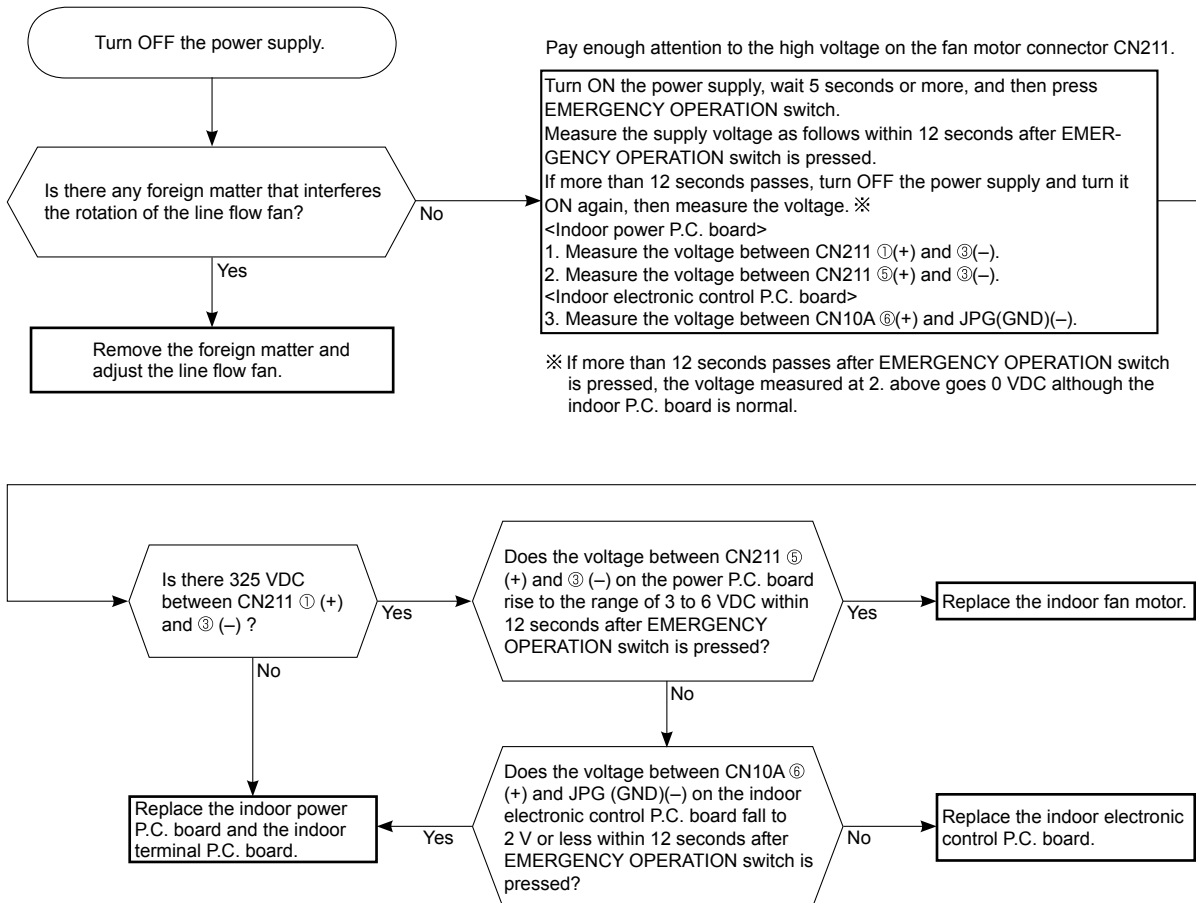 Turn OFF the power supply.
Is there any foreign matter that interferes
the rotation of the line flow fan?
No
Yes
Remove the foreign matter and
adjust the line flow fan.
Pay enough attention to the high voltage on the fan motor connector CN211.
Turn ON the power supply, wait 5 seconds or more, and then press
EMERGENCY OPERATION switch.
Measure the supply voltage as follows within 12 seconds after EMER-
GENCY OPERATION switch is pressed.
If more than 12 seconds passes, turn OFF the power supply and turn it
ON again, then measure the voltage. ※
<Indoor power P.C. board>
1. Measure the voltage between CN211 ①(+) and ③(–).
2. Measure the voltage between CN211 ⑤(+) and ③(–).
<Indoor electronic control P.C. board>
3. Measure the voltage between CN10A ⑥(+) and JPG(GND)(–).
※ If more than 12 seconds passes after EMERGENCY OPERATION switch
is pressed, the voltage measured at 2. above goes 0 VDC although the
indoor P.C. board is normal.
Is there 325 VDC
between CN211 ① (+)
and ③ (–) ?
Yes
No
Does the voltage between CN211 ⑤
(+) and ③ (–) on the power P.C. board
rise to the range of 3 to 6 VDC within
12 seconds after EMERGENCY
OPERATION switch is pressed?
Yes
No
Replace the indoor fan motor.
Does the voltage between CN10A ⑥
(+) and JPG (GND)(–) on the indoor
electronic control P.C. board fall to
2 V or less within 12 seconds after
EMERGENCY OPERATION switch is
pressed?
Yes
No
Replace the indoor power
P.C. board and the indoor
terminal P.C. board.
Replace the indoor electronic
control P.C. board.